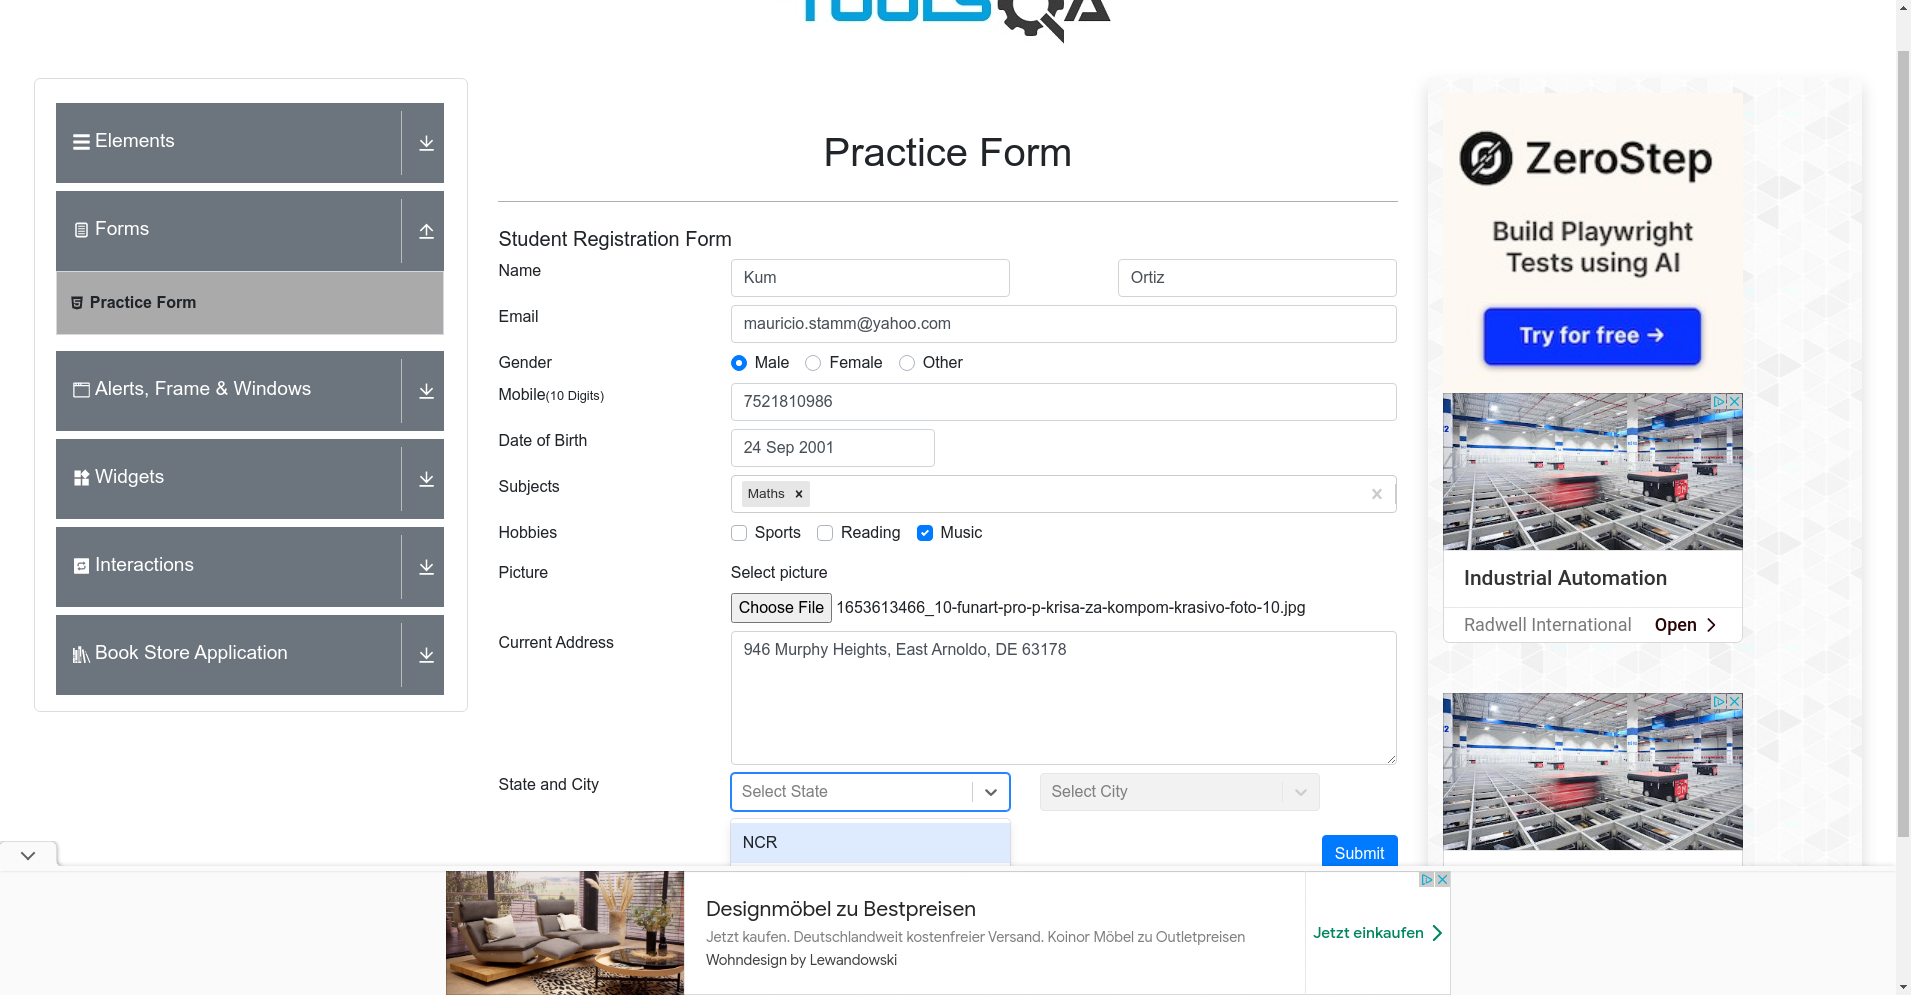 TOOLSQA
Elements
Forms
Practice Form
Alerts, Frame & Windows
Widgets
Interactions
Book Store Application
Practice Form
Student Registration Form
Name
Kum
Ortiz
Email
mauricio.stamm@yahoo.com
Gender
Male
Female
Other
Mobile(10 Digits)
7521810986
Date of Birth
24 Sep 2001
Subjects
Maths
Hobbies
Sports
Reading
Music
Picture
Select picture
Choose File 1653613466_10-funart-pro-p-krisa-za-kompom-krasivo-foto-10.jpg
Current Address
946 Murphy Heights, East Arnoldo, DE 63178
State and City
Select State
Select City
NCR
Submit
ZeroStep
Build Playwright
Tests using AI
Try for free →
Industrial Automation
Radwell International
Open
Designmöbel zu Bestpreisen
Jetzt kaufen. Deutschlandweit kostenfreier Versand. Koinor Möbel zu Outletpreisen
Wohndesign by Lewandowski
Jetzt einkaufen